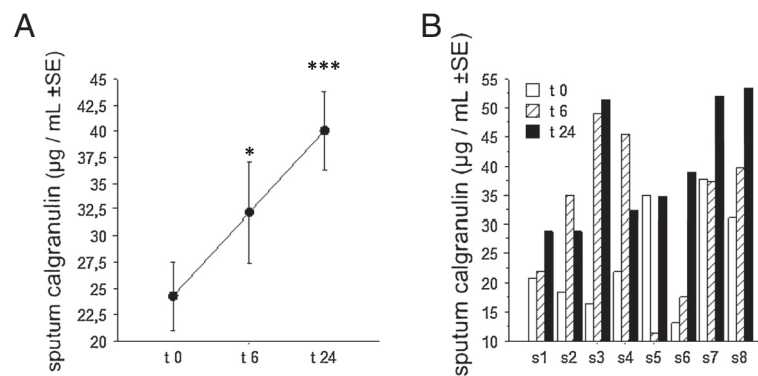 A
sputum calgranulin (µg / mL ±SE)
45
42,5
40
37,5
35
32,5
30
27,5
25
22,5
20
*
***
t 0
t 6
t 24
B
sputum calgranulin (µg / mL ±SE)
55
50
45
40
35
30
25
20
15
10
t 0
t 6
t 24
s1 s2 s3 s4 s5 s6 s7 s8